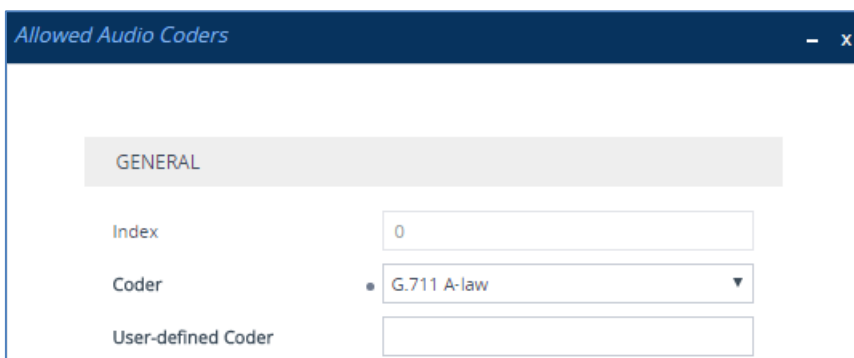 Allowed Audio Coders – x
GENERAL
Index 0
Coder G.711 A-law
User-defined Coder